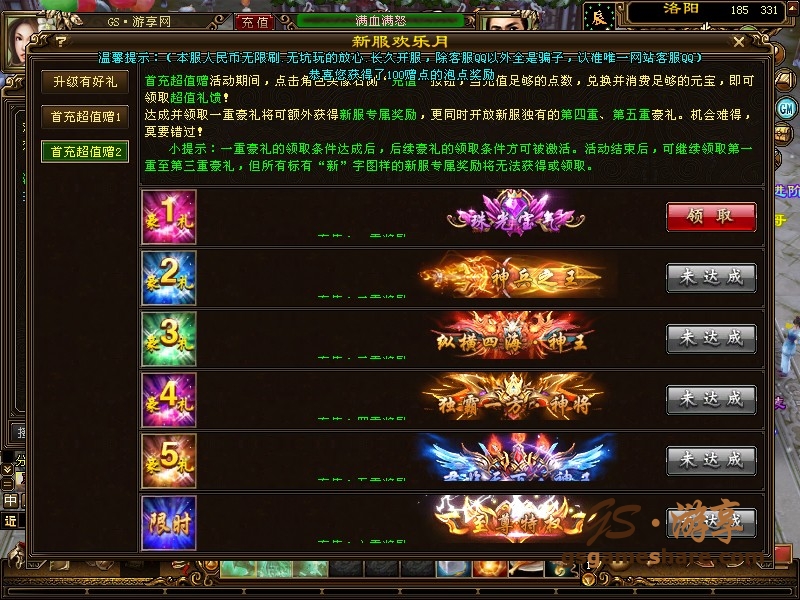 GS·游享网
充值
满血满怒
辰
洛阳
185 331
?
新服欢乐月
温馨提示:(本服人民币无限刷 无坑玩的放心 长久开服,除客服QQ以外全是骗子,认准唯一网站客服QQ)
恭喜您获得了100赠点的泡点奖励
升级有好礼
首充超值赠1
首充超值赠2
首充超值赠活动期间,点击角色头像右侧“充值”按钮,当充值足够的点数,兑换并消费足够的元宝,即可
领取超值礼馈!
达成并领取一重豪礼将可额外获得新服专属奖励,更同时开放新服独有的第四重、第五重豪礼。机会难得,
莫要错过!
小提示:一重豪礼的领取条件达成后,后续豪礼的领取条件方可被激活。活动结束后,可继续领取第一
重至第三重豪礼,但所有标有“新”字图样的新服专属奖励将无法获得或领取。
豪1礼
珠光宝气
领取
豪2礼
神兵之王
未达成
豪3礼
纵横四海·神王
未达成
豪4礼
独霸一方·神将
未达成
豪5礼
未达成
限时
至尊特权
达成
GS·游享
GM
进阶
中
近
分